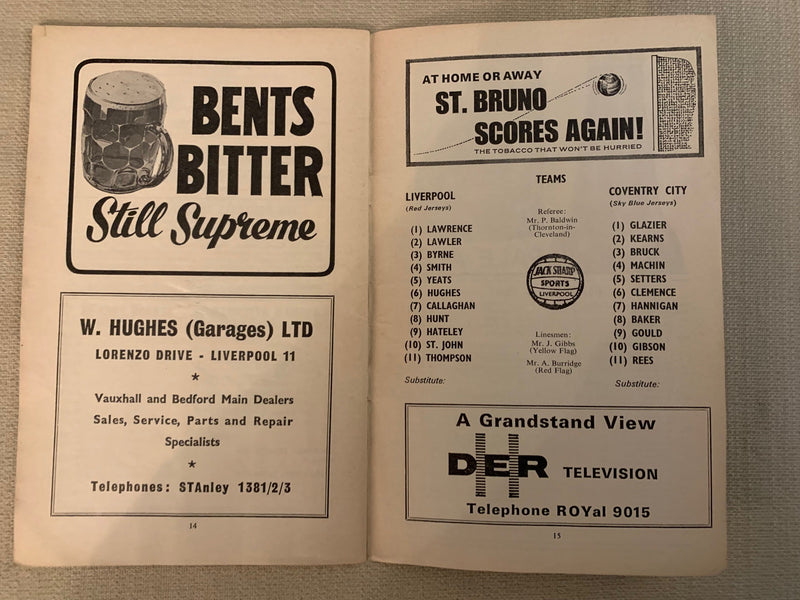 BENTS
BITTER
Still Supreme
W. HUGHES (Garages) LTD
LORENZO DRIVE - LIVERPOOL 11
Vauxhall and Bedford Main Dealers
Sales, Service, Parts and Repair
Specialists
Telephones: STAnley 1381/2/3
14
AT HOME OR AWAY
ST. BRUNO
SCORES AGAIN!
THE TOBACCO THAT WON'T BE HURRIED
TEAMS
LIVERPOOL
(Red Jerseys)
(1) LAWRENCE
(2) LAWLER
(3) BYRNE
(4) SMITH
(5) YEATS
(6) HUGHES
(7) CALLAGHAN
(8) HUNT
(9) HATELEY
(10) ST. JOHN
(11) THOMPSON
Substitute:
Referee:
Mr. P. Baldwin
(Thornton-in-
Cleveland)
JACK SHARP
SPORTS
LIVERPOOL
Linesmen:
Mr. J. Gibbs
(Yellow Flag)
Mr. A. Burridge
(Red Flag)
COVENTRY CITY
(Sky Blue Jerseys)
(1) GLAZIER
(2) KEARNS
(3) BRUCK
(4) MACHIN
(5) SETTERS
(6) CLEMENCE
(7) HANNIGAN
(8) BAKER
(9) GOULD
(10) GIBSON
(11) REES
Substitute:
A Grandstand View
DER TELEVISION
Telephone ROYal 9015
15